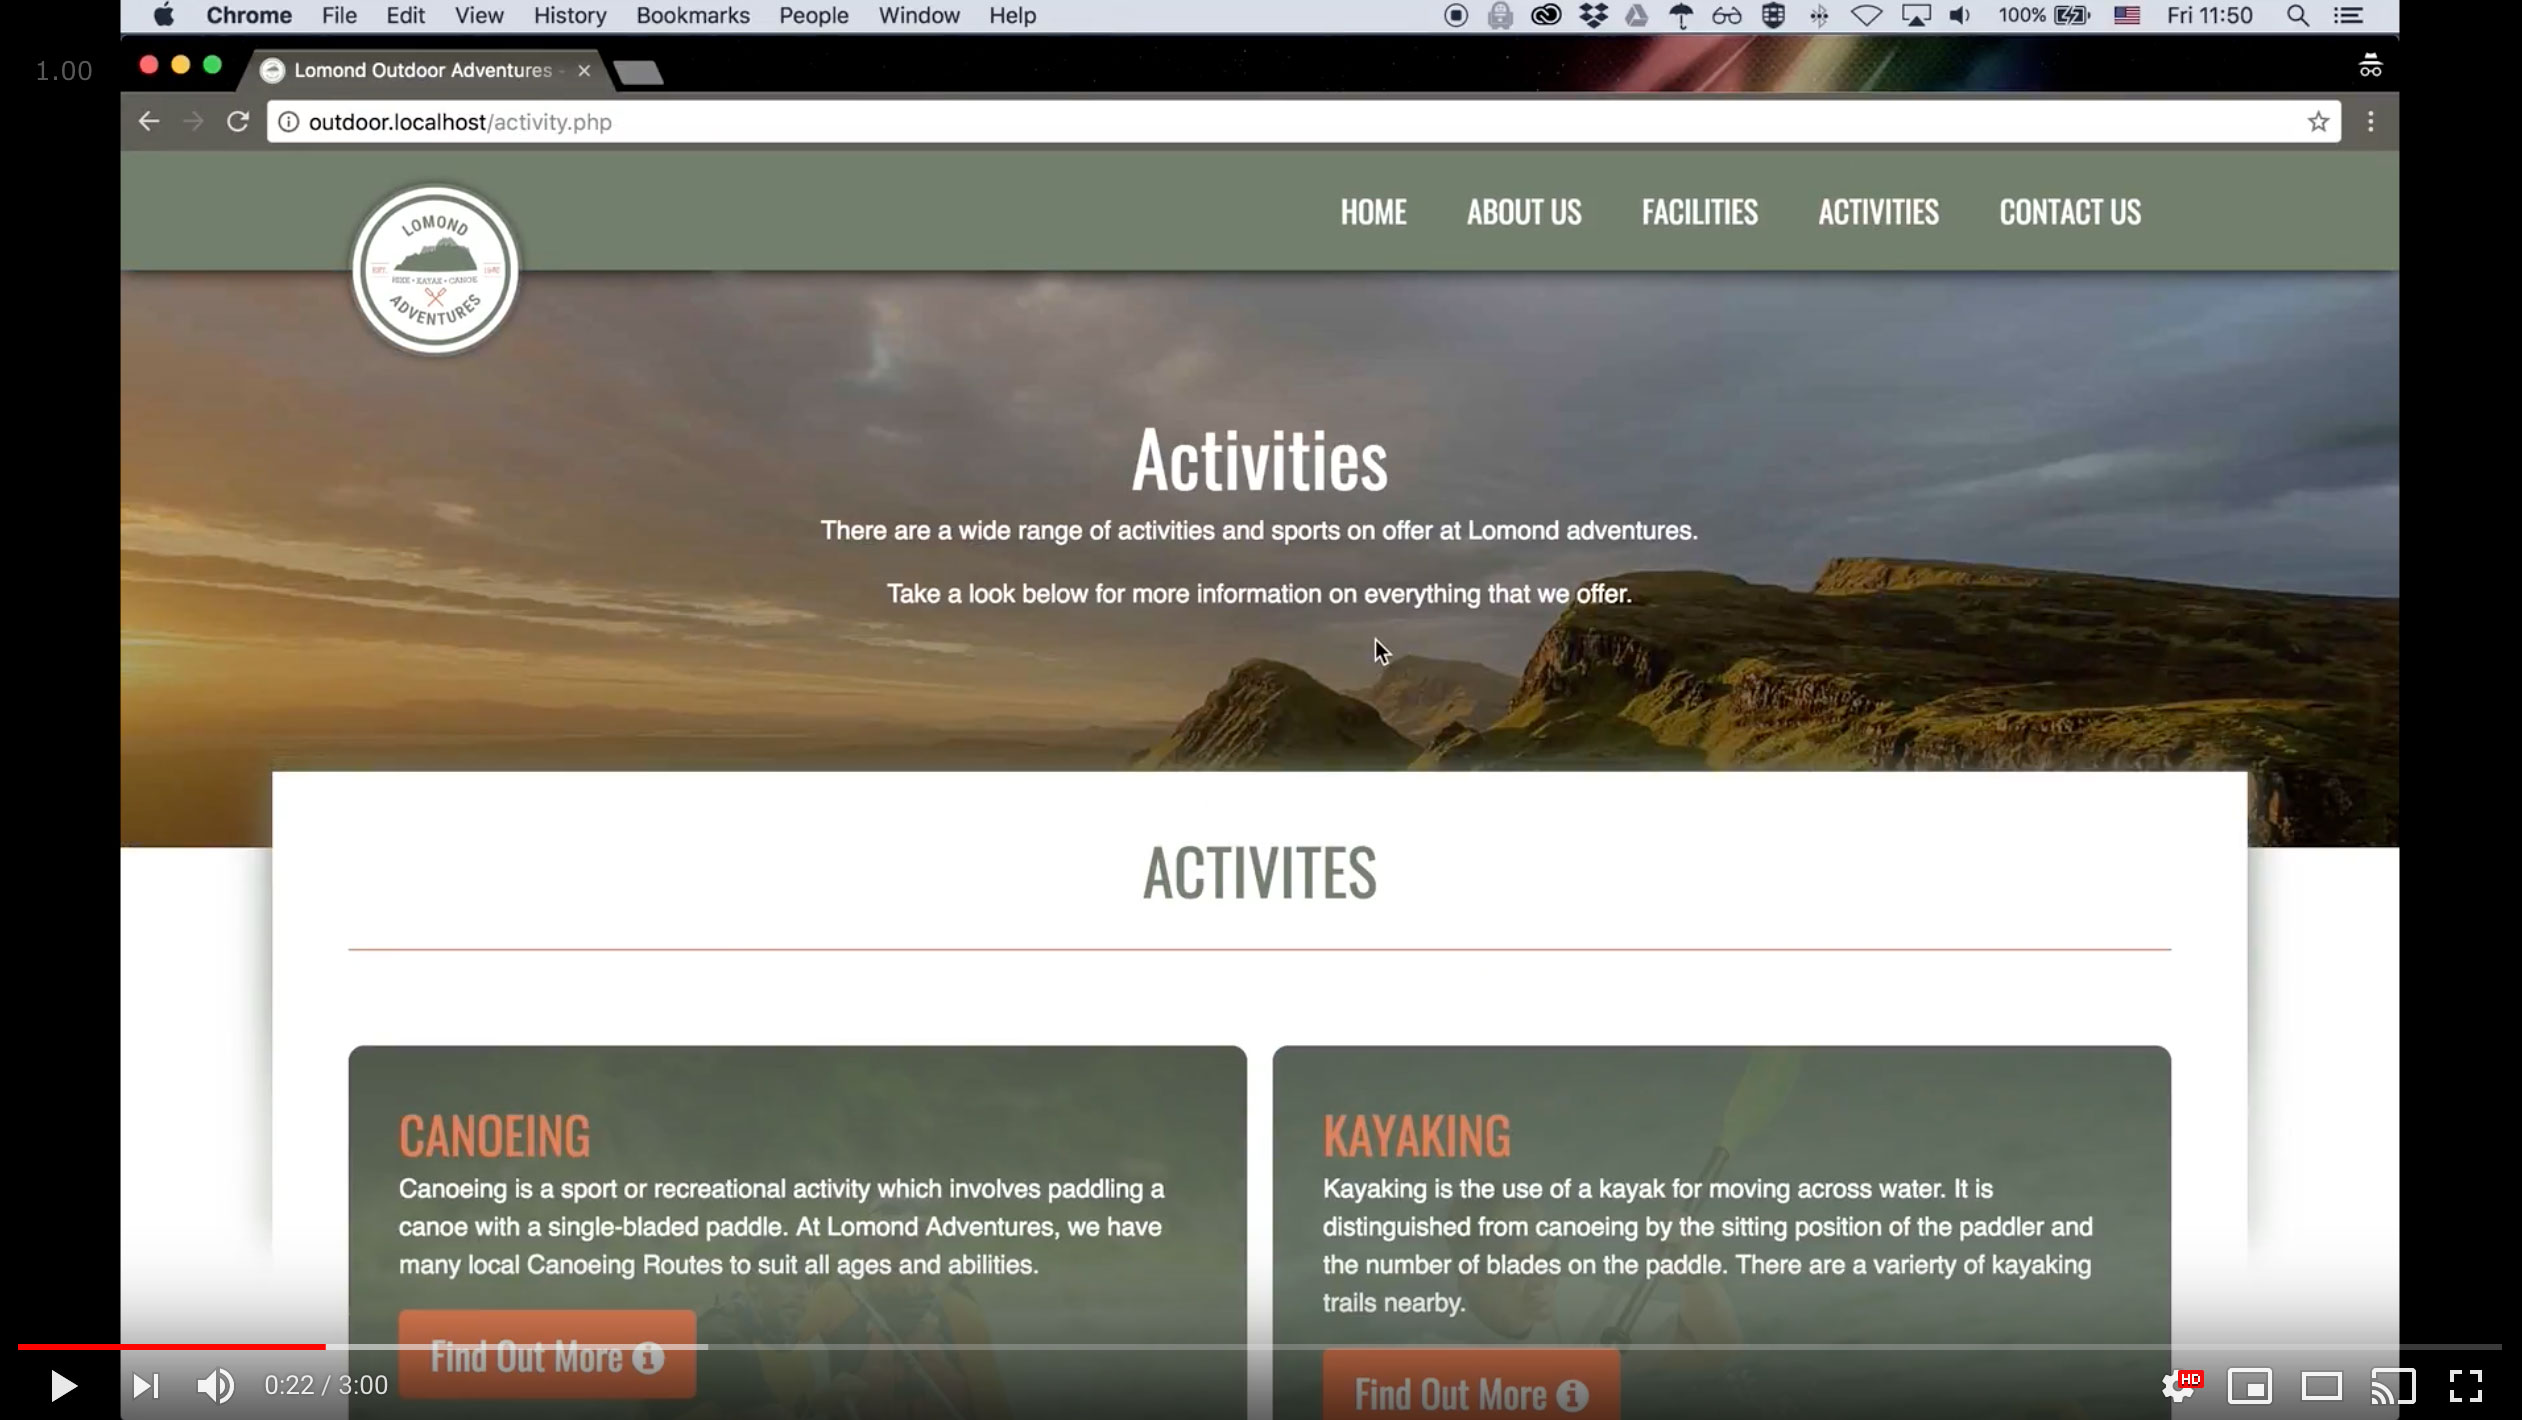 Chrome File Edit View History Bookmarks People Window Help 100% Fri 11:50
1.00
Lomond Outdoor Adventures -
outdoor.localhost/activity.php
LOMOND
EST.
HIKE • KAYAK • CANOE
ADVENTURES
HOME ABOUT US FACILITIES ACTIVITIES CONTACT US
Activities
There are a wide range of activities and sports on offer at Lomond adventures.
Take a look below for more information on everything that we offer.
ACTIVITES
CANOEING
Canoeing is a sport or recreational activity which involves paddling a
canoe with a single-bladed paddle. At Lomond Adventures, we have
many local Canoeing Routes to suit all ages and abilities.
Find Out More
KAYAKING
Kayaking is the use of a kayak for moving across water. It is
distinguished from canoeing by the sitting position of the paddler and
the number of blades on the paddle. There are a varierty of kayaking
trails nearby.
Find Out More
0:22 / 3:00
HD